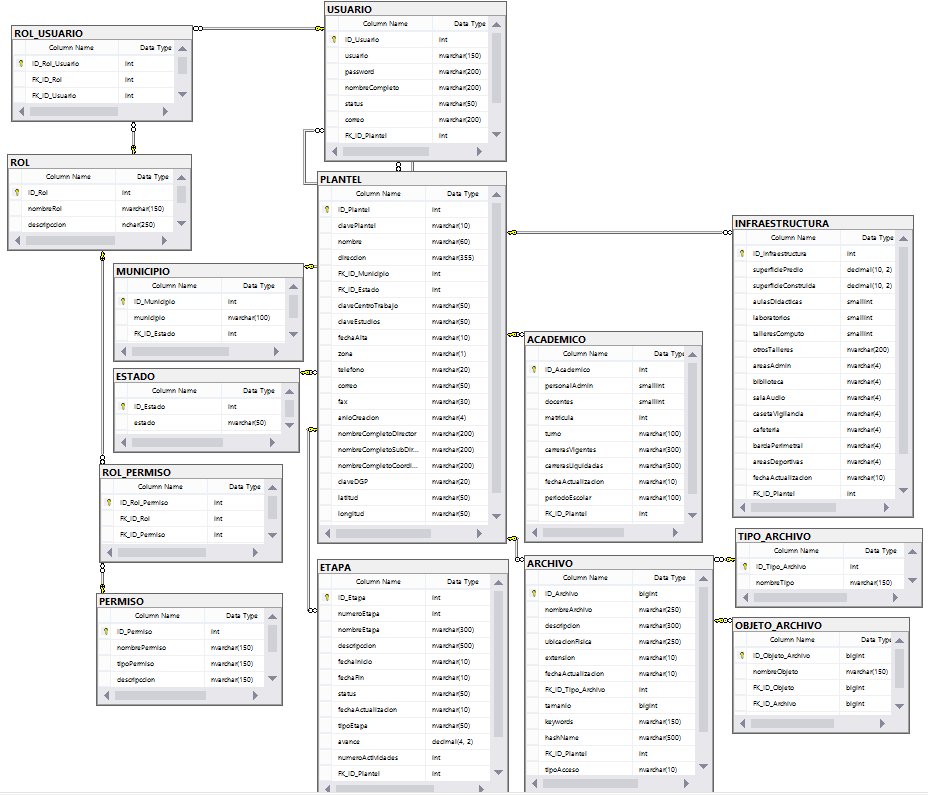 USUARIO
Column Name Data Type
ID_Usuario int
usuario nvarchar(150)
password nvarchar(200)
nombreCompleto nvarchar(200)
status nvarchar(50)
correo nvarchar(200)
FK_ID_Plantel int
ROL_USUARIO
Column Name Data Type
ID_Rol_Usuario int
FK_ID_Rol int
FK_ID_Usuario int
ROL
Column Name Data Type
ID_Rol int
nombreRol nvarchar(150)
descripccion nchar(250)
PLANTEL
Column Name Data Type
ID_Plantel int
clavePlantel nvarchar(10)
nombre nvarchar(60)
direccion nvarchar(355)
FK_ID_Municipio int
FK_ID_Estado int
claveCentroTrabajo nvarchar(50)
claveEstudios nvarchar(50)
fechaAlta nvarchar(10)
zona nvarchar(1)
telefono nvarchar(20)
correo nvarchar(50)
fax nvarchar(30)
anioCreacion nvarchar(4)
nombreCompletoDirector nvarchar(200)
nombreCompletoSubDir... nvarchar(200)
nombreCompletoCoordi... nvarchar(200)
claveDGP nvarchar(20)
latitud nvarchar(50)
longitud nvarchar(50)
INFRAESTRUCTURA
Column Name Data Type
ID_Infraestructura int
superficiePredio decimal(10, 2)
superficieConstruida decimal(10, 2)
aulasDidacticas smallint
laboratorios smallint
talleresComputo smallint
otrosTalleres nvarchar(200)
areasAdmin nvarchar(4)
biblioteca nvarchar(4)
salaAudio nvarchar(4)
casetaVigilancia nvarchar(4)
cafeteria nvarchar(4)
bardaPerimetral nvarchar(4)
areasDeportivas nvarchar(4)
fechaActualizacion nvarchar(10)
FK_ID_Plantel int
MUNICIPIO
Column Name Data Type
ID_Municipio int
municipio nvarchar(100)
FK_ID_Estado int
ESTADO
Column Name Data Type
ID_Estado int
estado nvarchar(50)
ACADEMICO
Column Name Data Type
ID_Academico int
personalAdmin smallint
docentes smallint
matricula int
turno nvarchar(100)
carrerasVigentes nvarchar(300)
carrerasLiquidadas nvarchar(300)
fechaActualizacion nvarchar(10)
periodoEscolar nvarchar(100)
FK_ID_Plantel int
ROL_PERMISO
Column Name Data Type
ID_Rol_Permiso int
FK_ID_Rol int
FK_ID_Permiso int
PERMISO
Column Name Data Type
ID_Permiso int
nombrePermiso nvarchar(150)
tipoPermiso nvarchar(150)
descripccion nvarchar(150)
ETAPA
Column Name Data Type
ID_Etapa int
numeroEtapa int
nombreEtapa nvarchar(300)
descripccion nvarchar(500)
fechaInicio nvarchar(10)
fechaFin nvarchar(10)
status nvarchar(50)
fechaActualizacion nvarchar(10)
tipoEtapa nvarchar(50)
avance decimal(4, 2)
numeroActividades int
FK_ID_Plantel int
ARCHIVO
Column Name Data Type
ID_Archivo bigint
nombreArchivo nvarchar(250)
descripcion nvarchar(300)
ubicacionFisica nvarchar(250)
extension nvarchar(10)
fechaActualizacion nvarchar(10)
FK_ID_Tipo_Archivo int
tamanio bigint
keywords nvarchar(150)
hashName nvarchar(500)
FK_ID_Plantel int
tipoAcceso nvarchar(10)
TIPO_ARCHIVO
Column Name Data Type
ID_Tipo_Archivo int
nombreTipo nvarchar(150)
OBJETO_ARCHIVO
Column Name Data Type
ID_Objeto_Archivo bigint
nombreObjeto nvarchar(150)
FK_ID_Objeto bigint
FK_ID_Archivo bigint